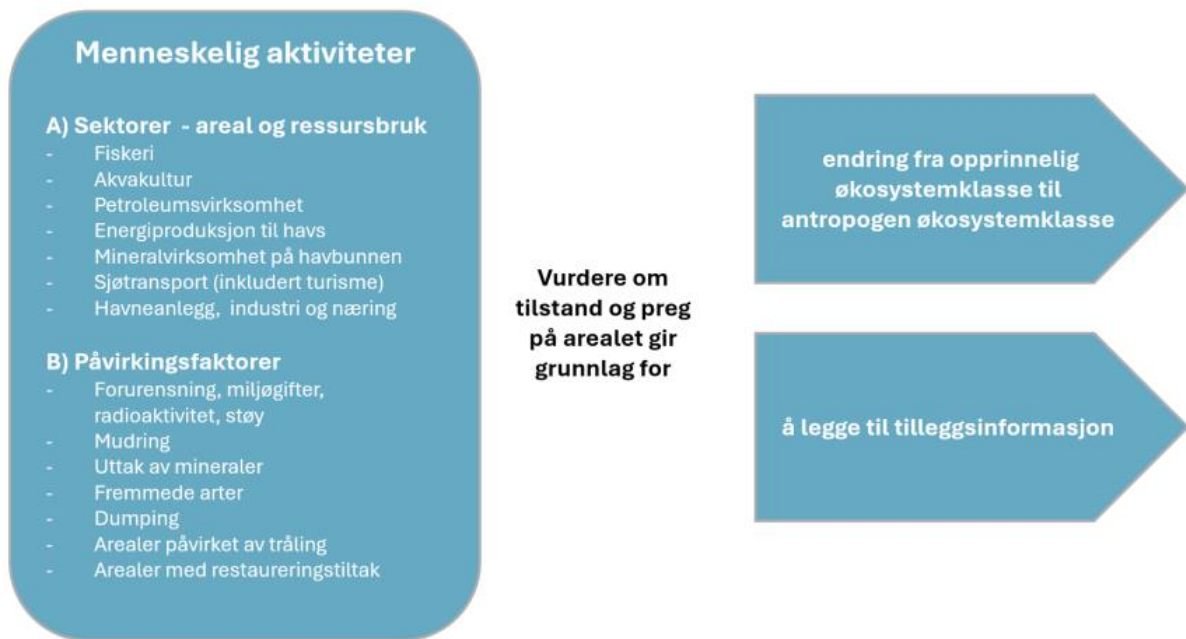 Menneskelig aktiviteter
A) Sektorer - areal og ressursbruk
- Fiskeri
- Akvakultur
- Petroleumsvirksomhet
- Energiproduksjon til havs
- Mineralvirksomhet på havbunnen
- Sjøtransport (inkludert turisme)
- Havneanlegg, industri og næring
B) Påvirkingsfaktorer
- Forurensning, miljøgifter,
radioaktivitet, støy
- Mudring
- Uttak av mineraler
- Fremmede arter
- Dumping
- Arealer påvirket av tråling
- Arealer med restaureringstiltak
Vurdere om
tilstand og preg
på arealet gir
grunnlag for
endring fra opprinnelig
økosystemklasse til
antropogen økosystemklasse
å legge til tilleggsinformasjon